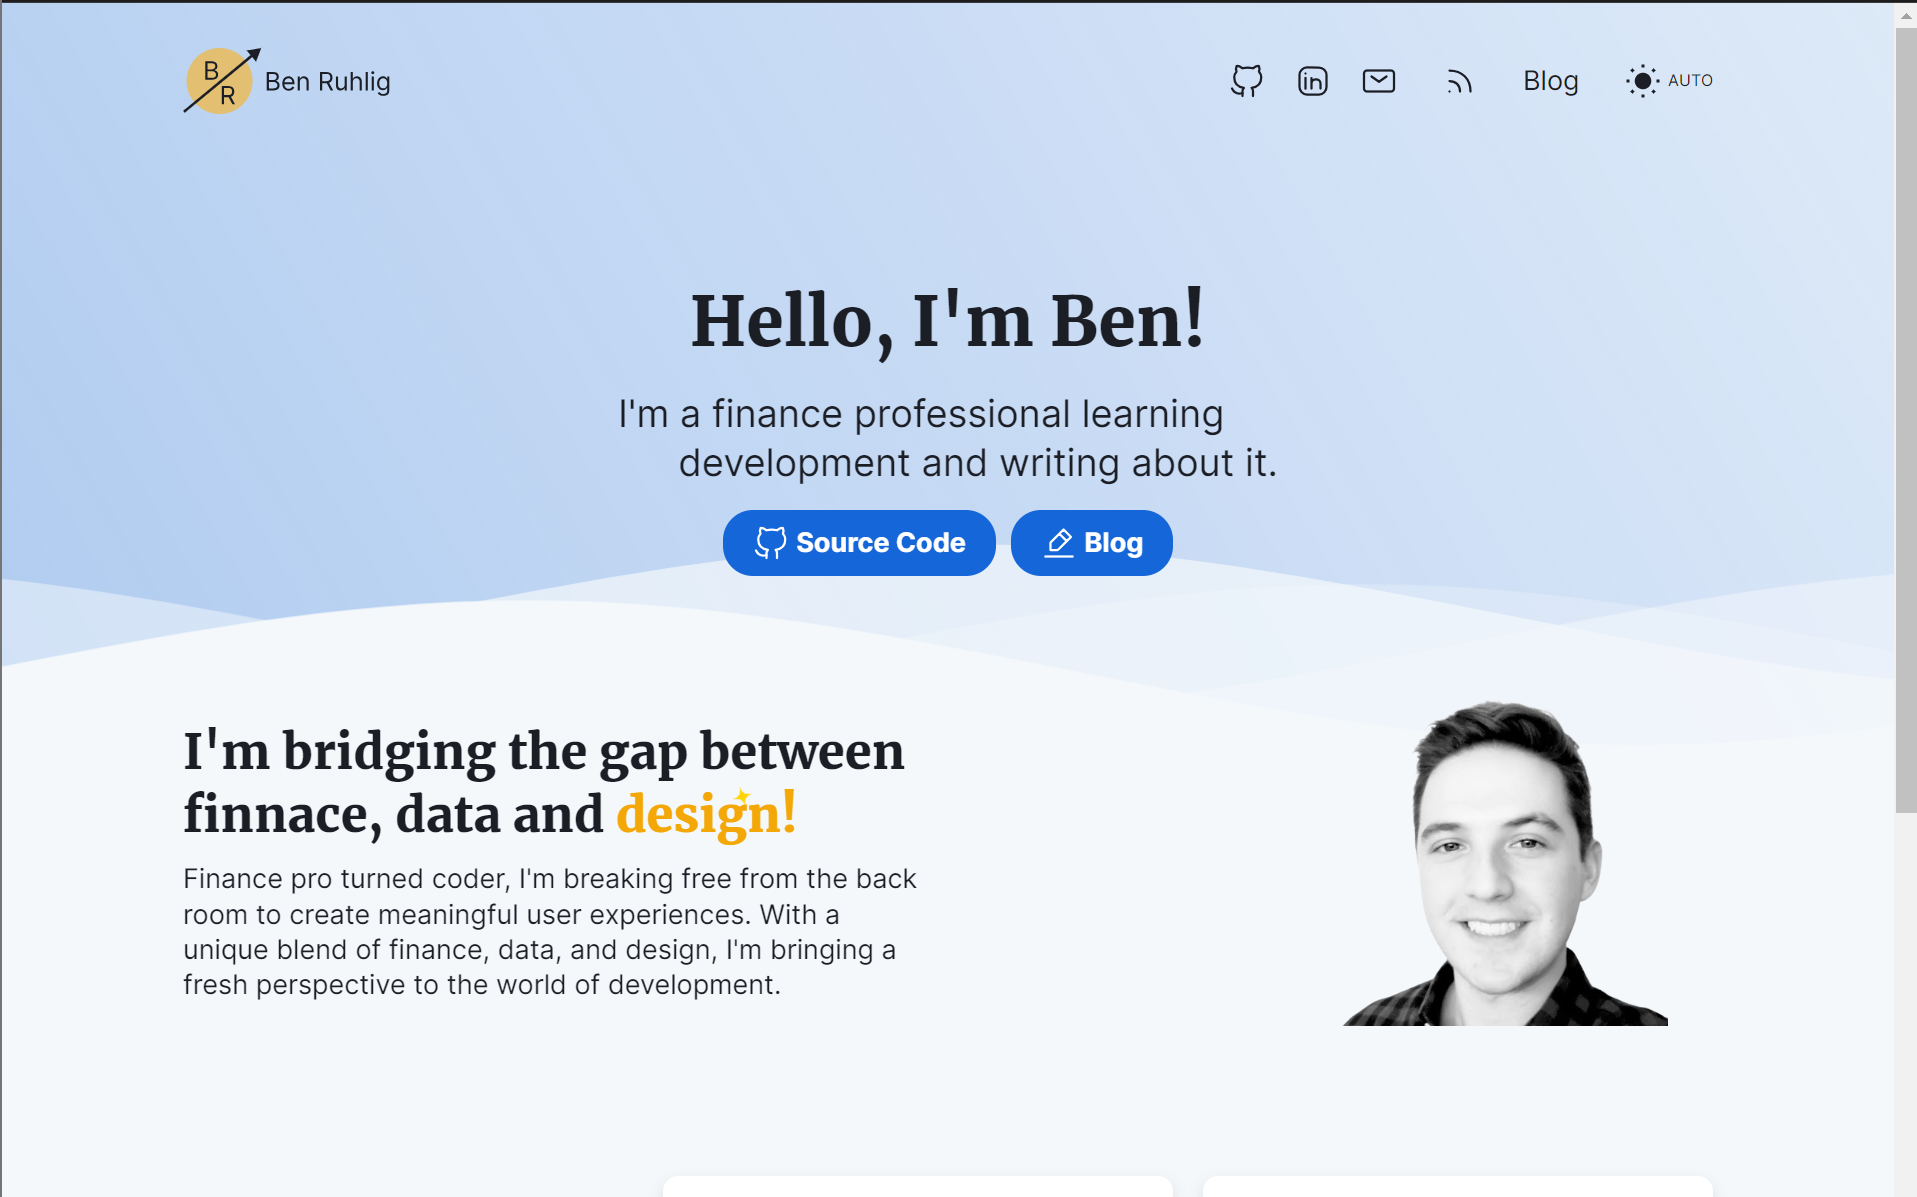 B
R
Ben Ruhlig
in
Blog
AUTO
Hello, I'm Ben!
I'm a finance professional learning
development and writing about it.
Source Code
Blog
I'm bridging the gap between
finnace, data and design!
Finance pro turned coder, I'm breaking free from the back
room to create meaningful user experiences. With a
unique blend of finance, data, and design, I'm bringing a
fresh perspective to the world of development.